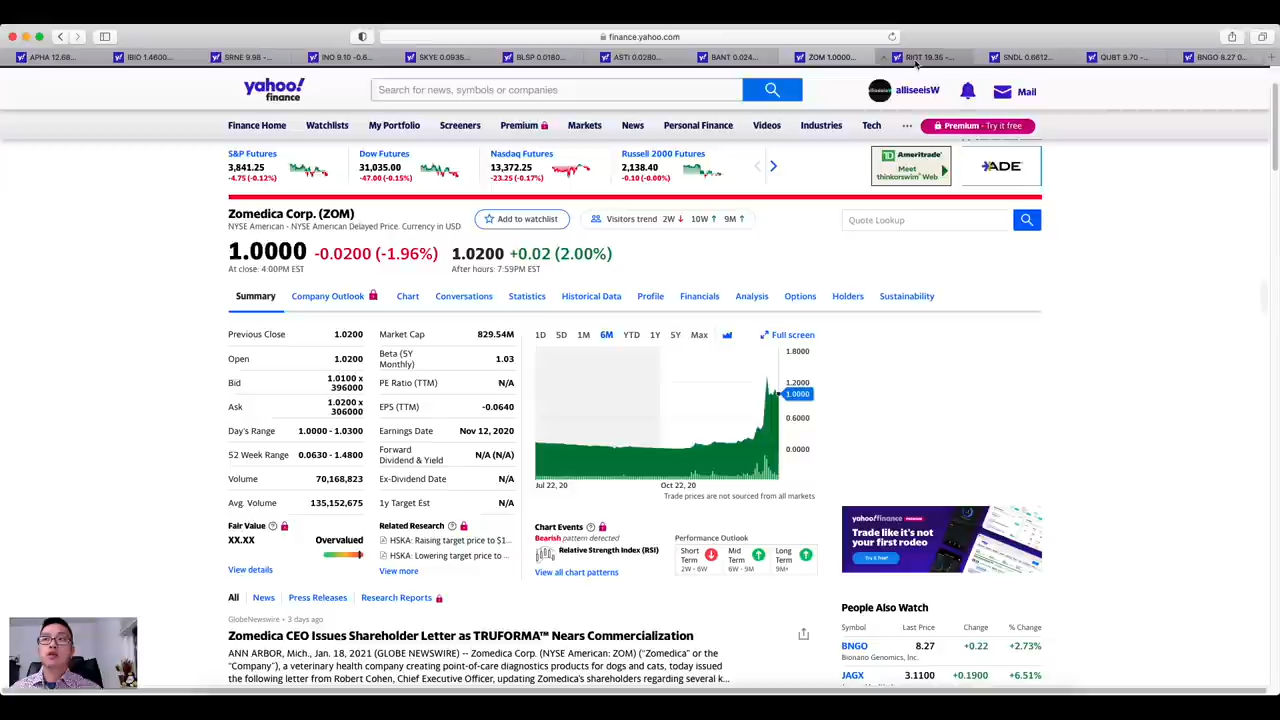 finance.yahoo.com
APHA 12.68...
IBIO 1.4600...
SRNE 9.98 -...
INO 9.10 -0.6...
SKYE 0.0935...
BLSP 0.0180...
ASTI 0.0280...
BANT 0.024...
ZOM 1.0000...
RIOT 19.35 -...
SNDL 0.6612...
QUBT 9.70 -...
BNGO 8.27 0...
yahoo!
finance
Search for news, symbols or companies
alliseeisW
Mail
Finance Home
Watchlists
My Portfolio
Screeners
Premium
Markets
News
Personal Finance
Videos
Industries
Tech
...
Premium - Try it free
S&P Futures
3,841.25
-4.75 (-0.12%)
Dow Futures
31,035.00
-47.00 (-0.15%)
Nasdaq Futures
13,372.25
-23.25 (-0.17%)
Russell 2000 Futures
2,138.40
-0.10 (-0.00%)
TD Ameritrade
Meet
thinkorswim Web
ADE
Zomedica Corp. (ZOM)
NYSE American - NYSE American Delayed Price. Currency in USD
Add to watchlist
Visitors trend 2W ↓ 10W ↑ 9M ↑
Quote Lookup
1.0000 -0.0200 (-1.96%)
At close: 4:00PM EST
1.0200 +0.02 (2.00%)
After hours: 7:59PM EST
Summary
Company Outlook
Chart
Conversations
Statistics
Historical Data
Profile
Financials
Analysis
Options
Holders
Sustainability
Previous Close 1.0200
Open 1.0200
Bid 1.0100 x
396000
Ask 1.0200 x
306000
Day's Range 1.0000 - 1.0300
52 Week Range 0.0630 - 1.4800
Volume 70,168,823
Avg. Volume 135,152,675
Market Cap 829.54M
Beta (5Y
Monthly) 1.03
PE Ratio (TTM) N/A
EPS (TTM) -0.0640
Earnings Date Nov 12, 2020
Forward
Dividend & Yield N/A (N/A)
Ex-Dividend Date N/A
1y Target Est N/A
1D 5D 1M 6M YTD 1Y 5Y Max
Full screen
1.8000
1.2000
1.0000
0.6000
0.0000
Jul 22, 20
Oct 22, 20
Trade prices are not sourced from all markets
Fair Value
XX.XX Overvalued
View details
Related Research
HSKA: Raising target price to $1...
HSKA: Lowering target price to ...
View more
Chart Events
Bearish pattern detected
Relative Strength Index (RSI)
View all chart patterns
Performance Outlook
Short
Term
2W - 6W
Mid
Term
6W - 9M
Long
Term
9M+
yahoo! finance PREMIUM
Trade like it's not
your first rodeo
Try it free!
All
News
Press Releases
Research Reports
GlobeNewswire • 3 days ago
Zomedica CEO Issues Shareholder Letter as TRUFORMA™ Nears Commercialization
ANN ARBOR, Mich., Jan. 18, 2021 (GLOBE NEWSWIRE) -- Zomedica Corp. (NYSE American: ZOM) ("Zomedica" or the
"Company"), a veterinary health company creating point-of-care diagnostics products for dogs and cats, today issued
the following letter from Robert Cohen, Chief Executive Officer, updating Zomedica's shareholders regarding several k...
People Also Watch
Symbol Last Price Change % Change
BNGO 8.27 +0.22 +2.73%
Bionano Genomics, Inc.
JAGX 3.1100 +0.1900 +6.51%